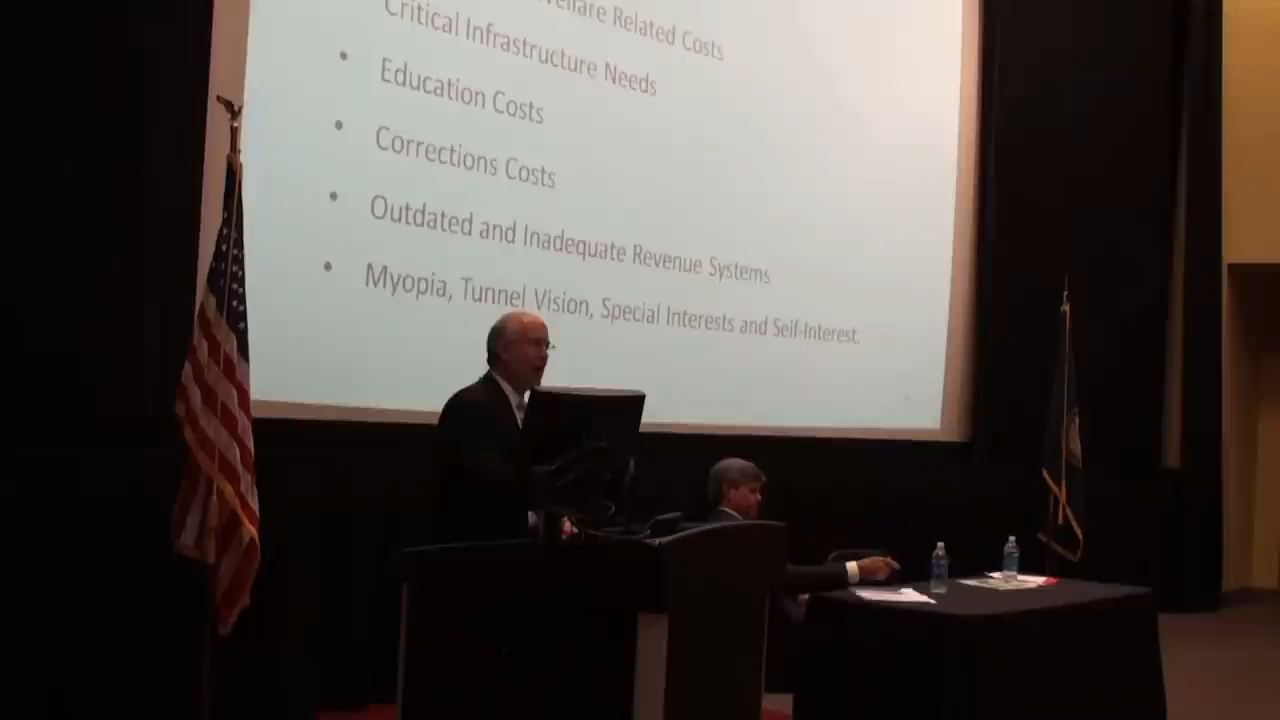 Welfare Related Costs
Critical Infrastructure Needs
• Education Costs
• Corrections Costs
• Outdated and Inadequate Revenue Systems
• Myopia, Tunnel Vision, Special Interests and Self-Interest.